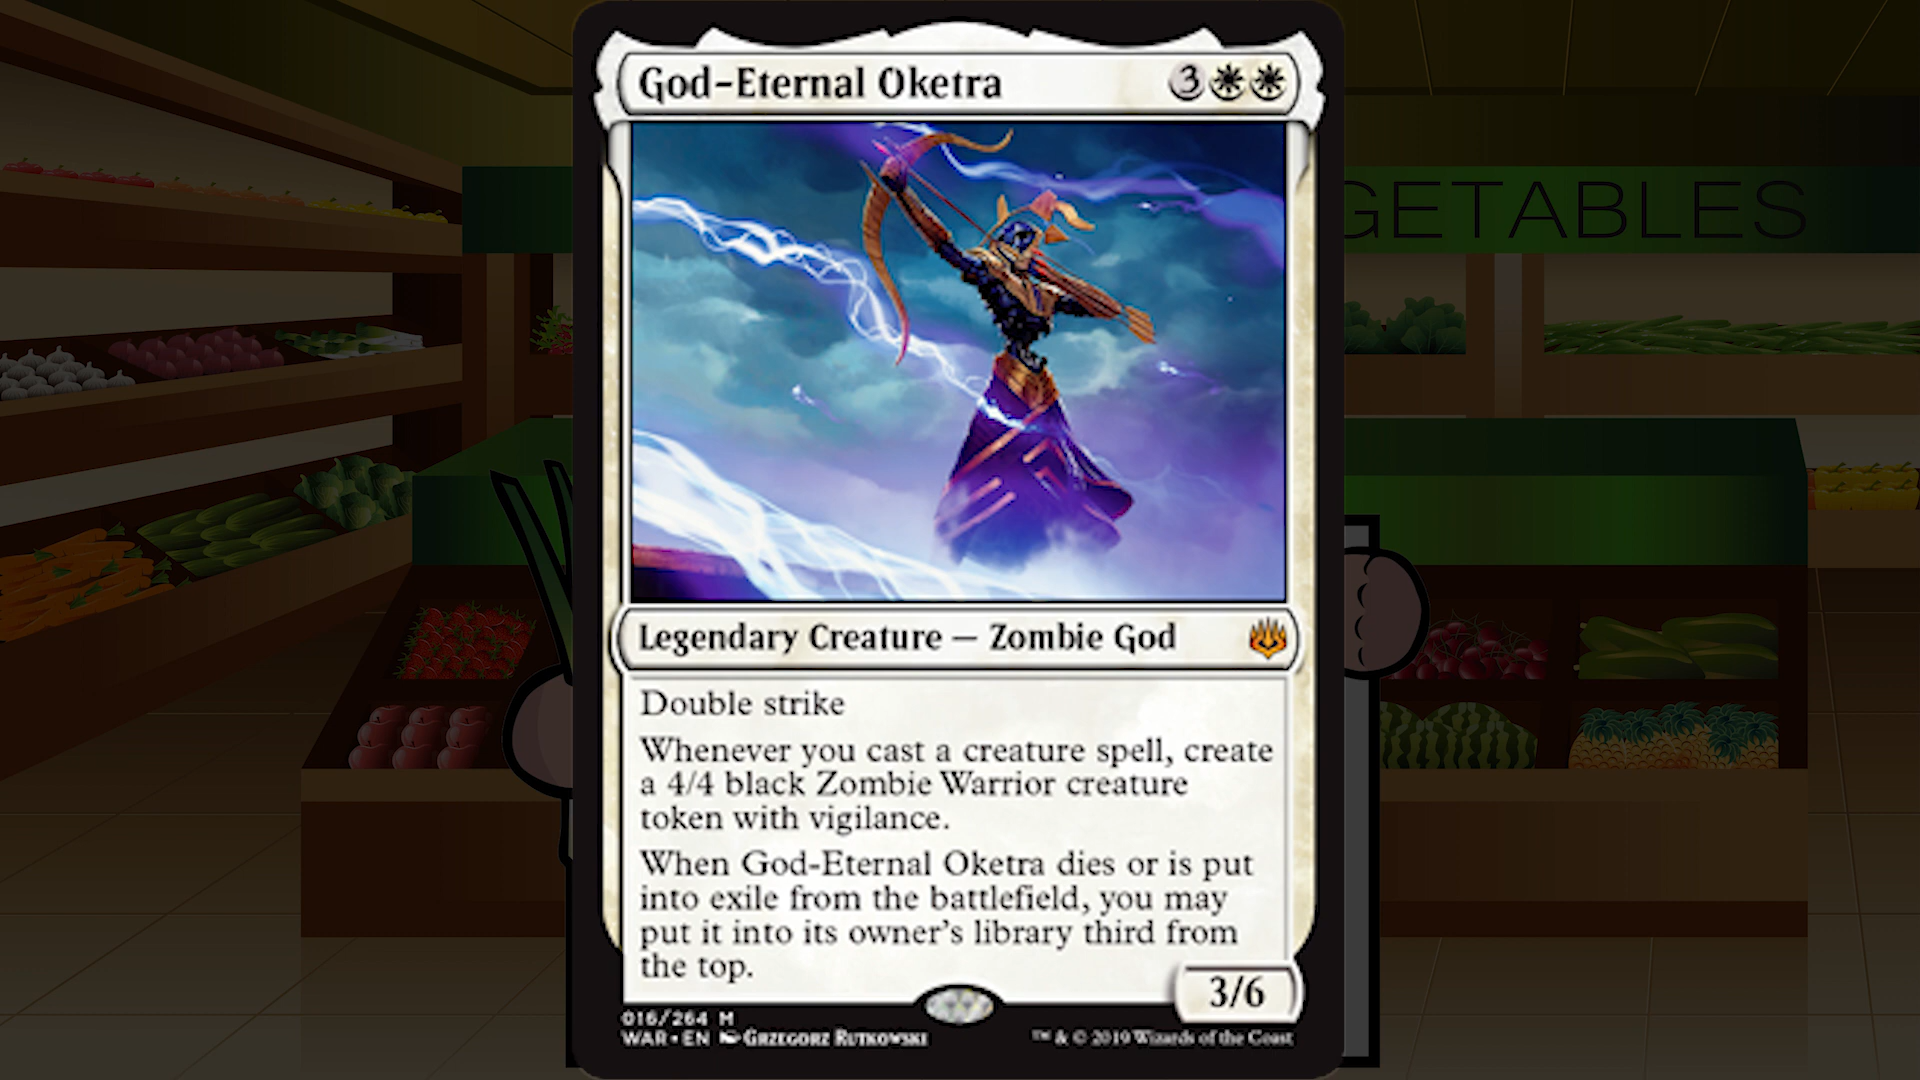 God-Eternal Oketra 3
GETABLES
Legendary Creature — Zombie God
Double strike
Whenever you cast a creature spell, create
a 4/4 black Zombie Warrior creature
token with vigilance.
When God-Eternal Oketra dies or is put
into exile from the battlefield, you may
put it into its owner's library third from
the top.
3/6
016/264 M
WAR • EN Grzegorz Rutkowski
™ & © 2019 Wizards of the Coast